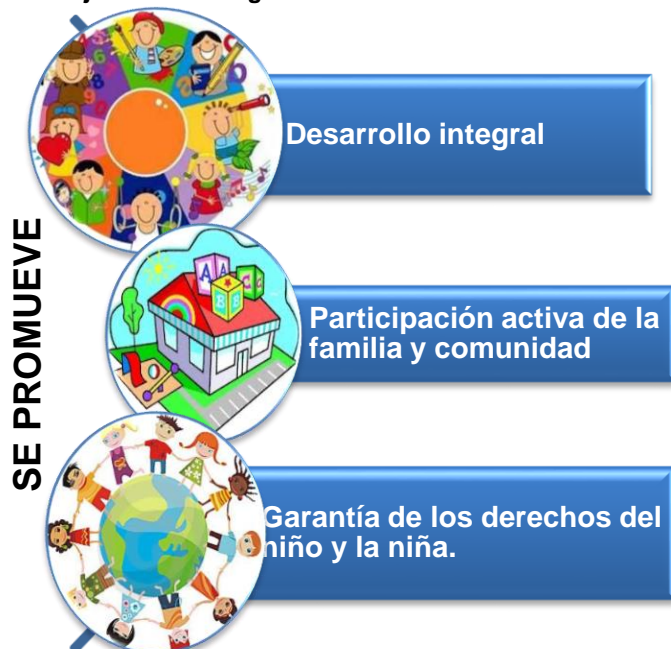 SE PROMUEVE
Desarrollo integral
Participación activa de la
familia y comunidad
Garantía de los derechos del
niño y la niña.